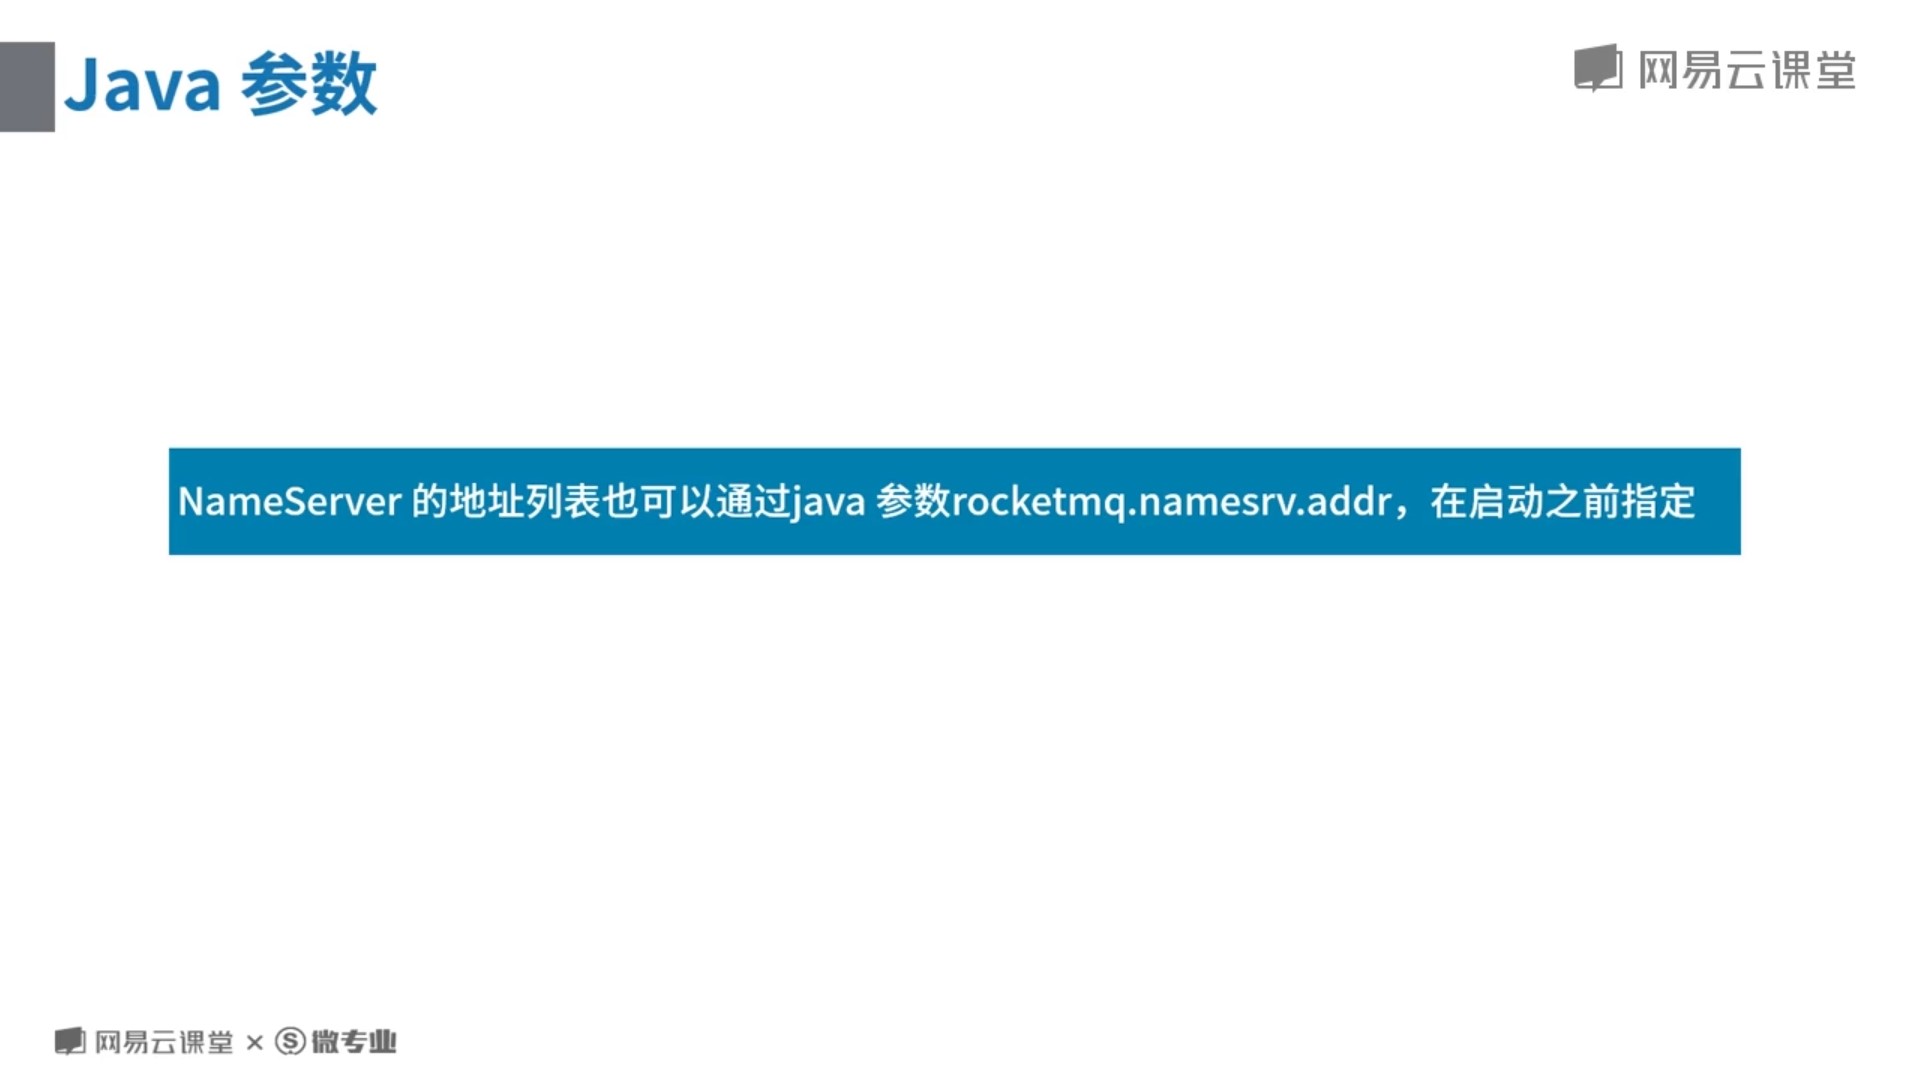 Java 参数
网易云课堂
NameServer 的地址列表也可以通过java 参数rocketmq.namesrv.addr，在启动之前指定
网易云课堂 × 微专业